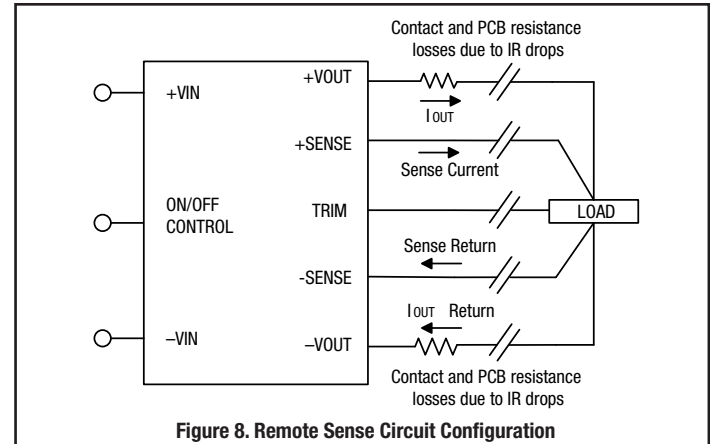 Contact and PCB resistance
losses due to IR drops
+VOUT
+VIN
IOUT
+SENSE
Sense Current
ON/OFF
CONTROL
TRIM
LOAD
Sense Return
-SENSE
IOUT Return
–VIN
–VOUT
Contact and PCB resistance
losses due to IR drops
Figure 8. Remote Sense Circuit Configuration